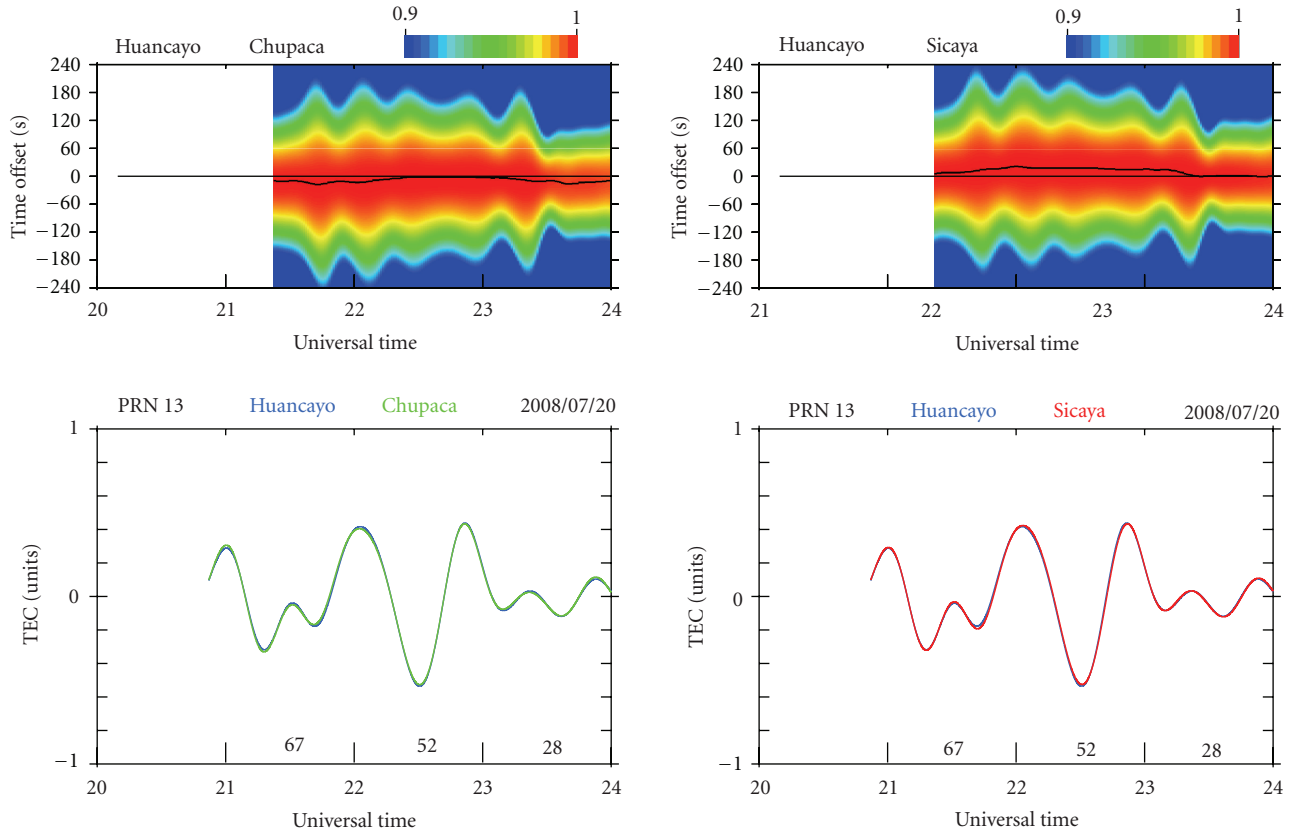 0.9 1
Huancayo Chupaca
240
180
120
60
0
−60
−120
−180
−240
Time offset (s)
20 21 22 23 24
Universal time
0.9 1
Huancayo Sicaya
240
180
120
60
0
−60
−120
−180
−240
Time offset (s)
21 22 23 24
Universal time
PRN 13 Huancayo Chupaca 2008/07/20
1
0
−1
TEC (units)
67 52 28
20 21 22 23 24
Universal time
PRN 13 Huancayo Sicaya 2008/07/20
1
0
−1
TEC (units)
67 52 28
20 21 22 23 24
Universal time